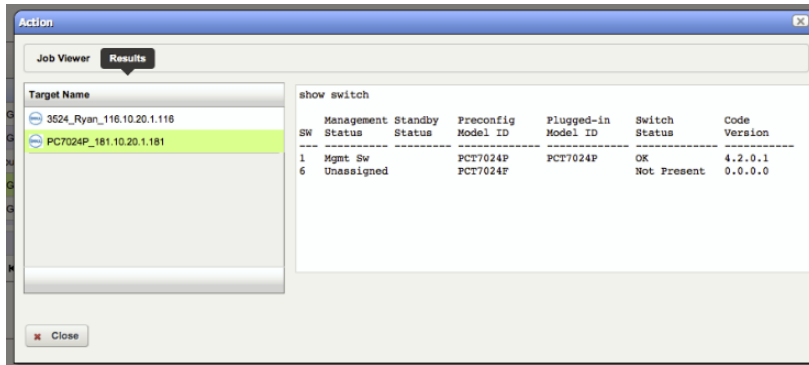 Action
Job Viewer Results
Target Name
3524_Ryan_116.10.20.1.116
PC7024P_181.10.20.1.181
show switch
Management Standby Preconfig Plugged-in Switch Code
SW Status Status Model ID Model ID Status Version
--- ---------- --------- ------------- ------------- ------------- -----------
1 Mgmt Sw PCT7024P PCT7024P OK 4.2.0.1
6 Unassigned PCT7024F Not Present 0.0.0.0
Close